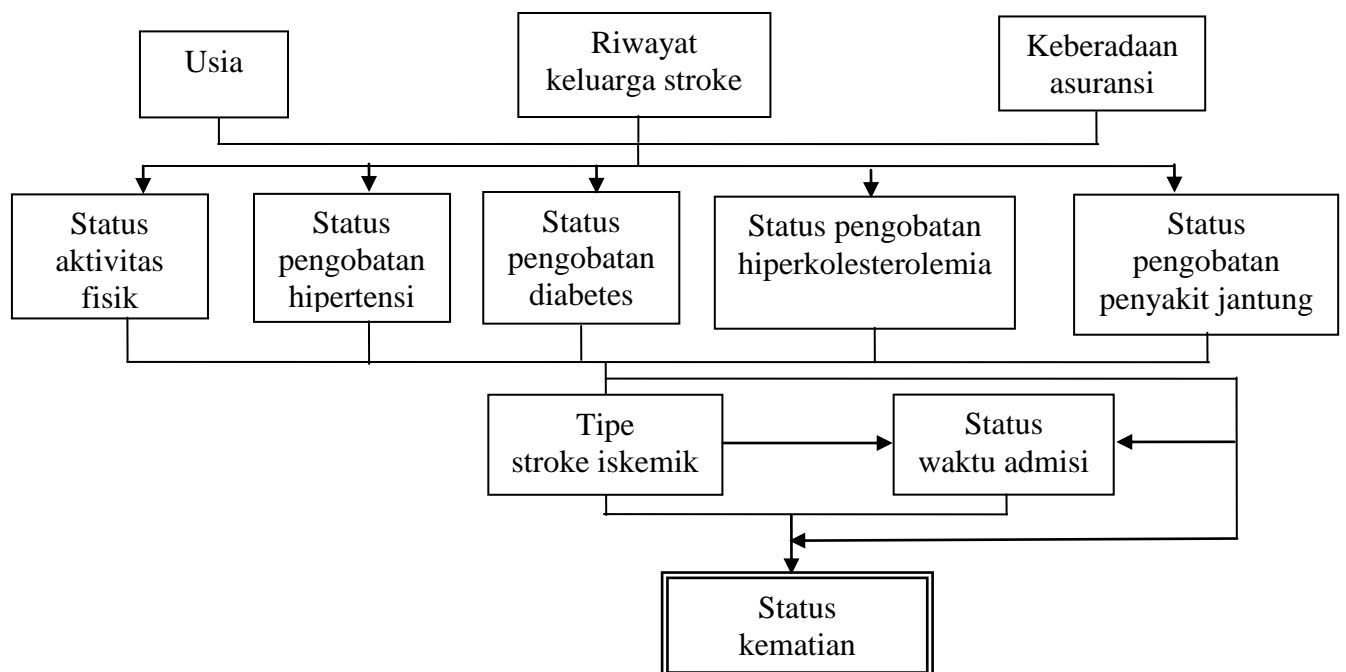 Usia
Riwayat
keluarga stroke
Keberadaan
asuransi
Status
aktivitas
fisik
Status
pengobatan
hipertensi
Status
pengobatan
diabetes
Status pengobatan
hiperkolesterolemia
Status
pengobatan
penyakit jantung
Tipe
stroke iskemik
Status
waktu admisi
Status
kematian